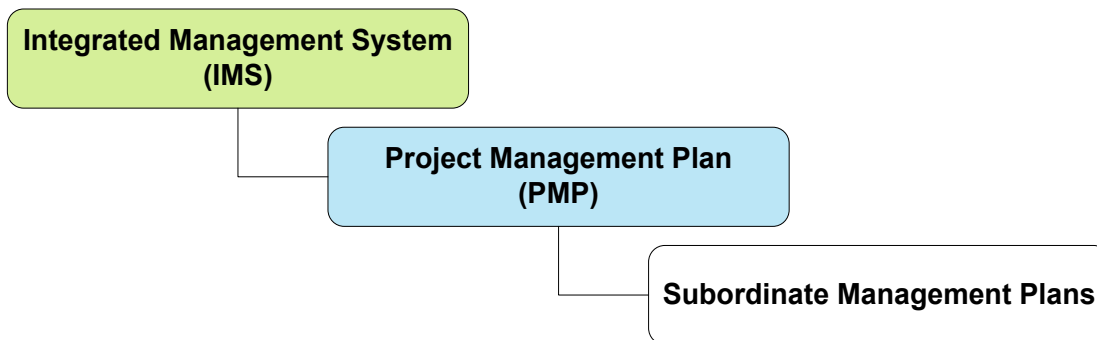 Integrated Management System
(IMS)
Project Management Plan
(PMP)
Subordinate Management Plans